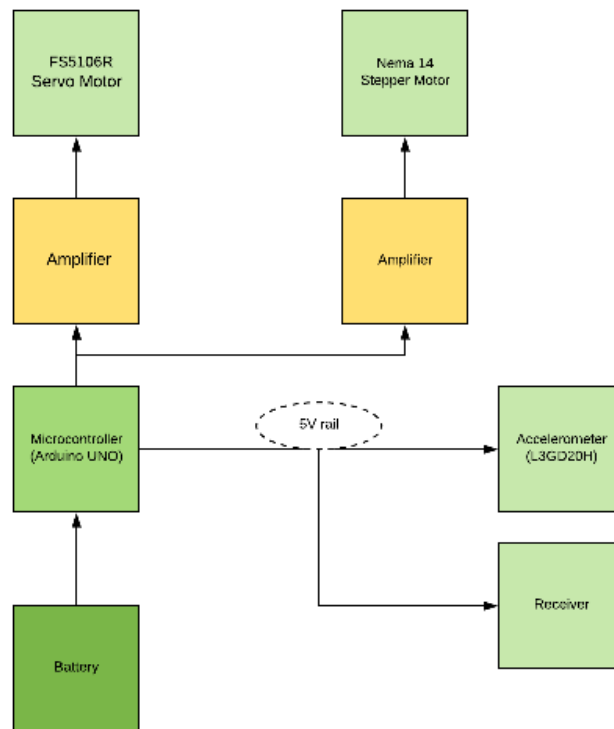 FS5106R
Servo Motor
Nema 14
Stepper Motor
Amplifier
Amplifier
5V rail
Microcontroller
(Arduino UNO)
Accelerometer
(L3GD20H)
Receiver
Battery